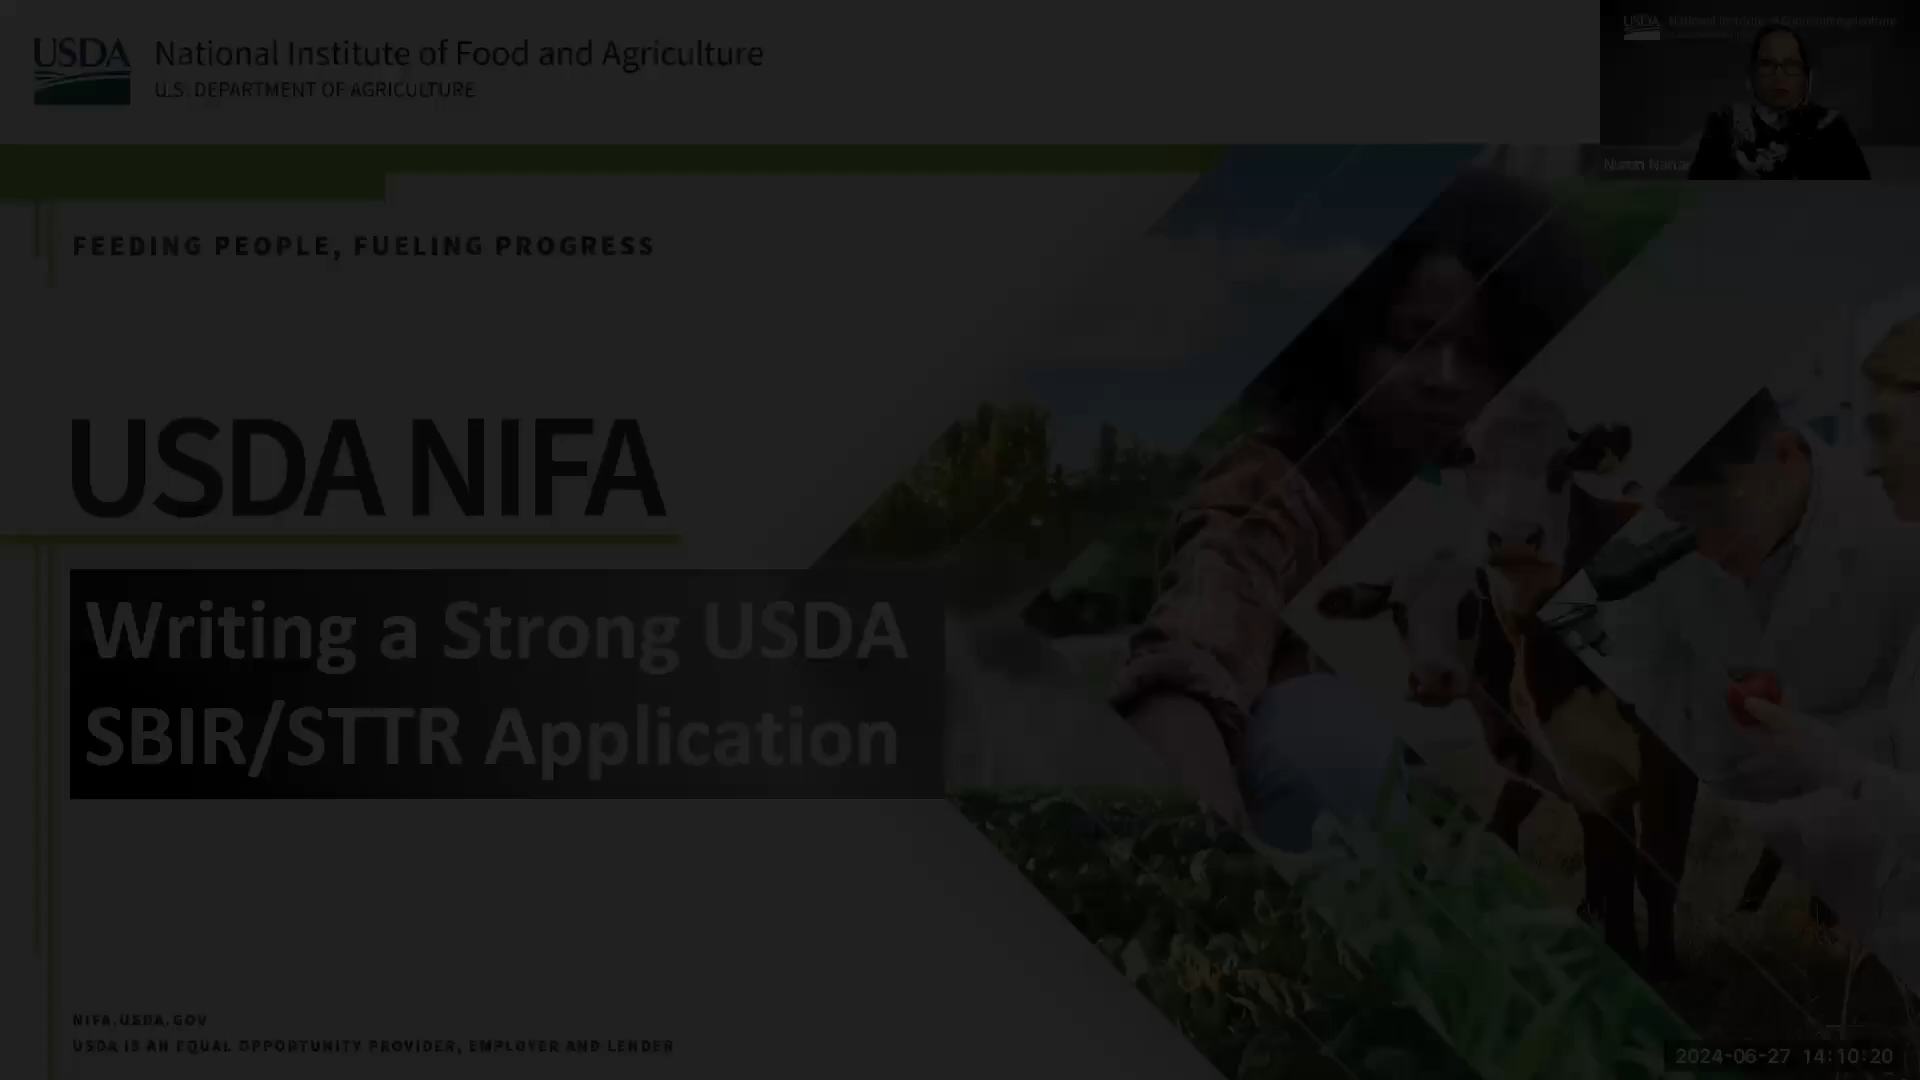 USDA
National Institute of Food and Agriculture
U.S. DEPARTMENT OF AGRICULTURE
USDA
FEEDING PEOPLE, FUELING PROGRESS
USDA NIFA
Writing a Strong USDA
SBIR/STTR Application
NIFA.USDA.GOV
USDA IS AN EQUAL OPPORTUNITY PROVIDER, EMPLOYER AND LENDER
2024-06-27 14:10:20